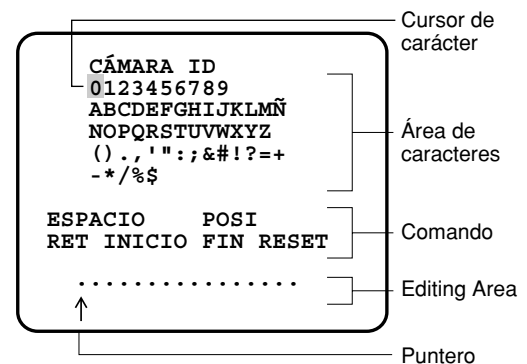 Cursor de
carácter
CÁMARA ID
0123456789
ABCDEFGHIJKLMÑ
NOPQRSTUVWXYZ
().,'":;&#!?=+
-*/%$
Área de
caracteres
ESPACIO POSI
RET INICIO FIN RESET
Comando
................
Editing Area
Puntero